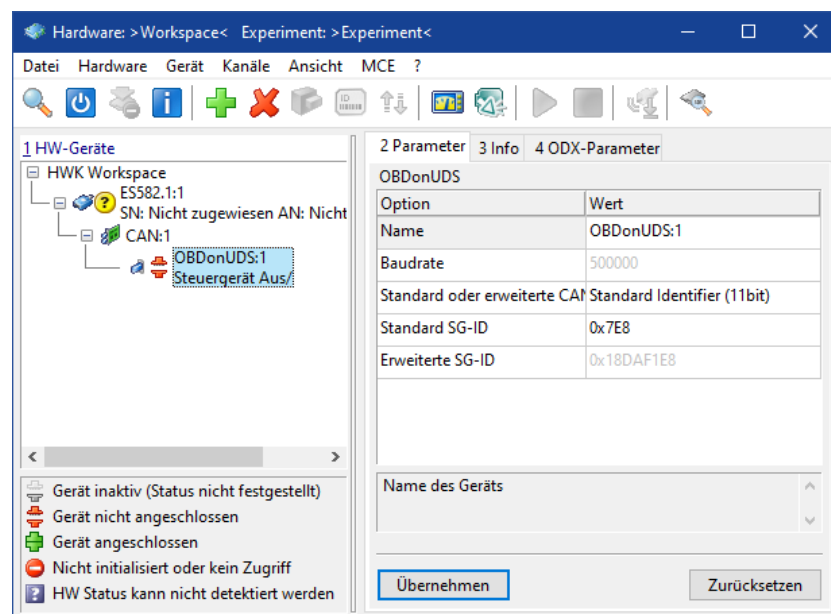 Hardware: >Workspace<   Experiment: >Experiment<
Datei Hardware Gerät Kanäle Ansicht MCE ?
1 HW-Geräte
HWK Workspace
ES582.1:1
SN: Nicht zugewiesen AN: Nicht
CAN:1
OBDonUDS:1
Steuergerät Aus/
Gerät inaktiv (Status nicht festgestellt)
Gerät nicht angeschlossen
Gerät angeschlossen
Nicht initialisiert oder kein Zugriff
HW Status kann nicht detektiert werden
2 Parameter 3 Info 4 ODX-Parameter
OBDonUDS
Option Wert
Name OBDonUDS:1
Baudrate 500000
Standard oder erweiterte CAN Standard Identifier (11bit)
Standard SG-ID 0x7E8
Erweiterte SG-ID 0x18DAF1E8
Name des Geräts
Übernehmen Zurücksetzen